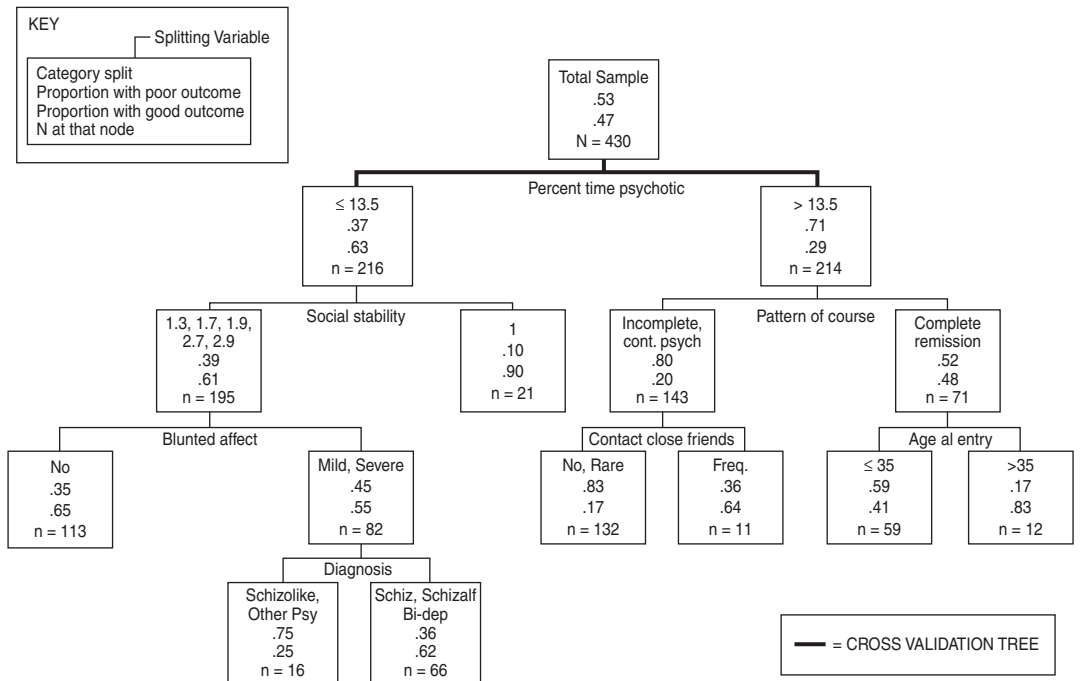 KEY
Splitting Variable
Category split
Proportion with poor outcome
Proportion with good outcome
N at that node
Total Sample
.53
.47
N = 430
Percent time psychotic
≤ 13.5
.37
.63
n = 216
> 13.5
.71
.29
n = 214
Social stability
1.3, 1.7, 1.9,
2.7, 2.9
.39
.61
n = 195
1
.10
.90
n = 21
Pattern of course
Incomplete,
cont. psych
.80
.20
n = 143
Complete
remission
.52
.48
n = 71
Blunted affect
No
.35
.65
n = 113
Mild, Severe
.45
.55
n = 82
Contact close friends
No, Rare
.83
.17
n = 132
Freq.
.36
.64
n = 11
Age al entry
≤ 35
.59
.41
n = 59
>35
.17
.83
n = 12
Diagnosis
Schizolike,
Other Psy
.75
.25
n = 16
Schiz, Schizalf
Bi-dep
.36
.62
n = 66
= CROSS VALIDATION TREE